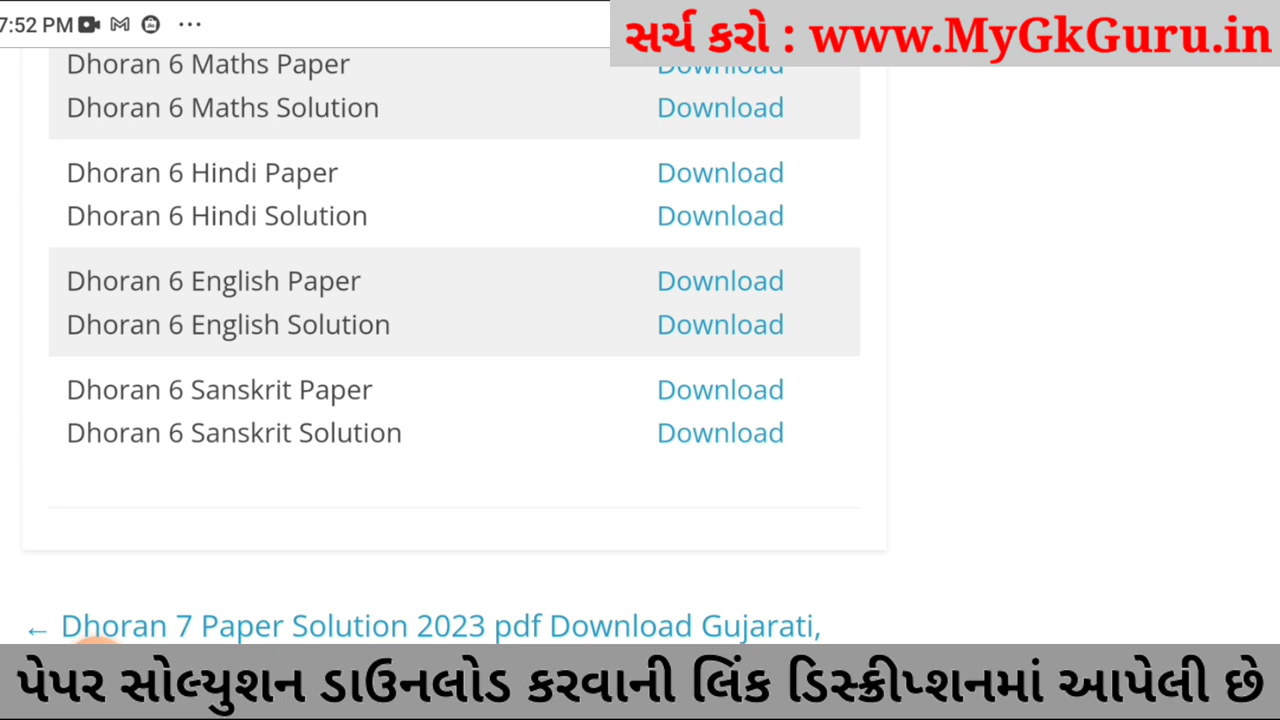 7:52 PM
સર્ચ કરો : www.MyGkGuru.in
Dhoran 6 Maths Paper Download
Dhoran 6 Maths Solution Download
Dhoran 6 Hindi Paper Download
Dhoran 6 Hindi Solution Download
Dhoran 6 English Paper Download
Dhoran 6 English Solution Download
Dhoran 6 Sanskrit Paper Download
Dhoran 6 Sanskrit Solution Download
← Dhoran 7 Paper Solution 2023 pdf Download Gujarati,
પેપર સોલ્યુશન ડાઉનલોડ કરવાની લિંક ડિસ્ક્રીપ્શનમાં આપેલી છે